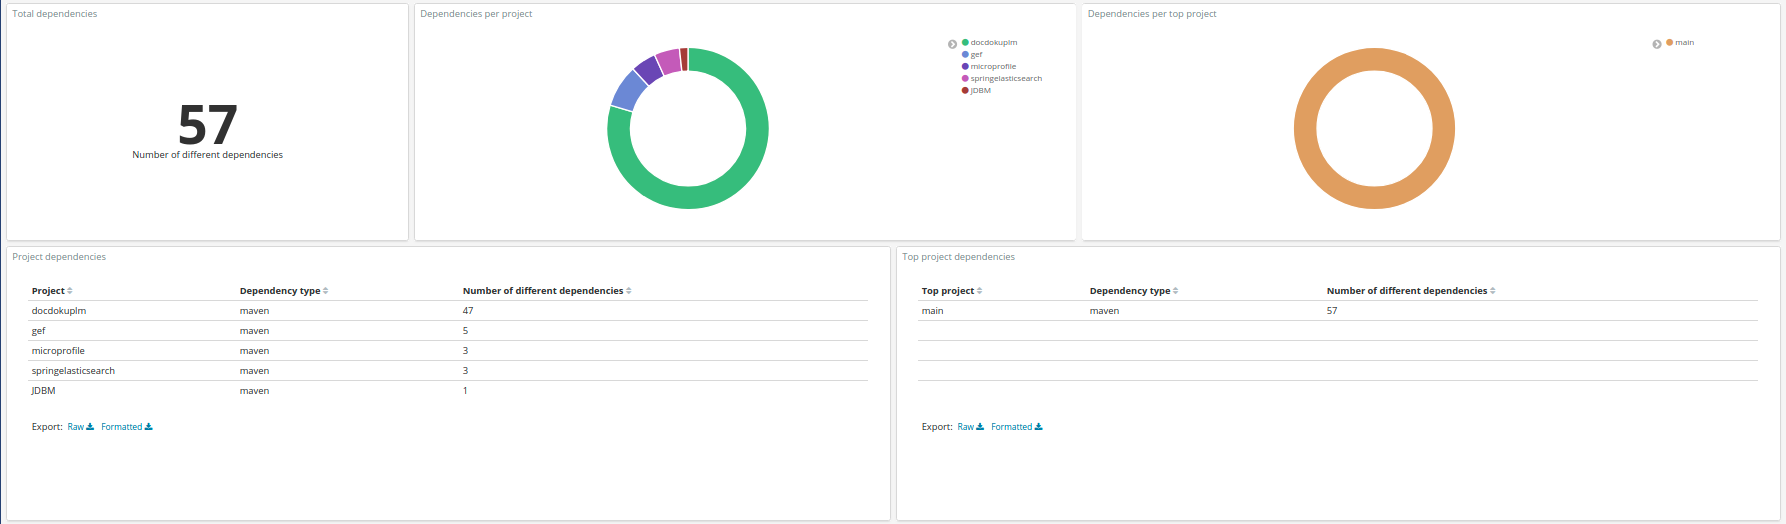 Total dependencies
57
Number of different dependencies
Dependencies per project
docdokuplm
gef
microprofile
springelasticsearch
JDBM
Dependencies per top project
main
Project dependencies
Project Dependency type Number of different dependencies
docdokuplm maven 47
gef maven 5
microprofile maven 3
springelasticsearch maven 3
JDBM maven 1
Export: Raw Formatted
Top project dependencies
Top project Dependency type Number of different dependencies
main maven 57
Export: Raw Formatted